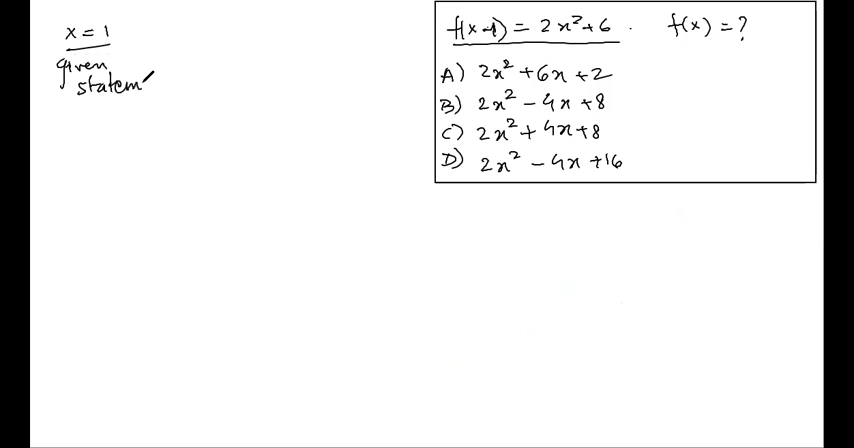 x = 1
given
statem
f(x-1) = 2x²+6 . f(x) = ?
A) 2x² + 6x + 2
B) 2x² - 4x + 8
C) 2x² + 4x + 8
D) 2x² - 4x + 16